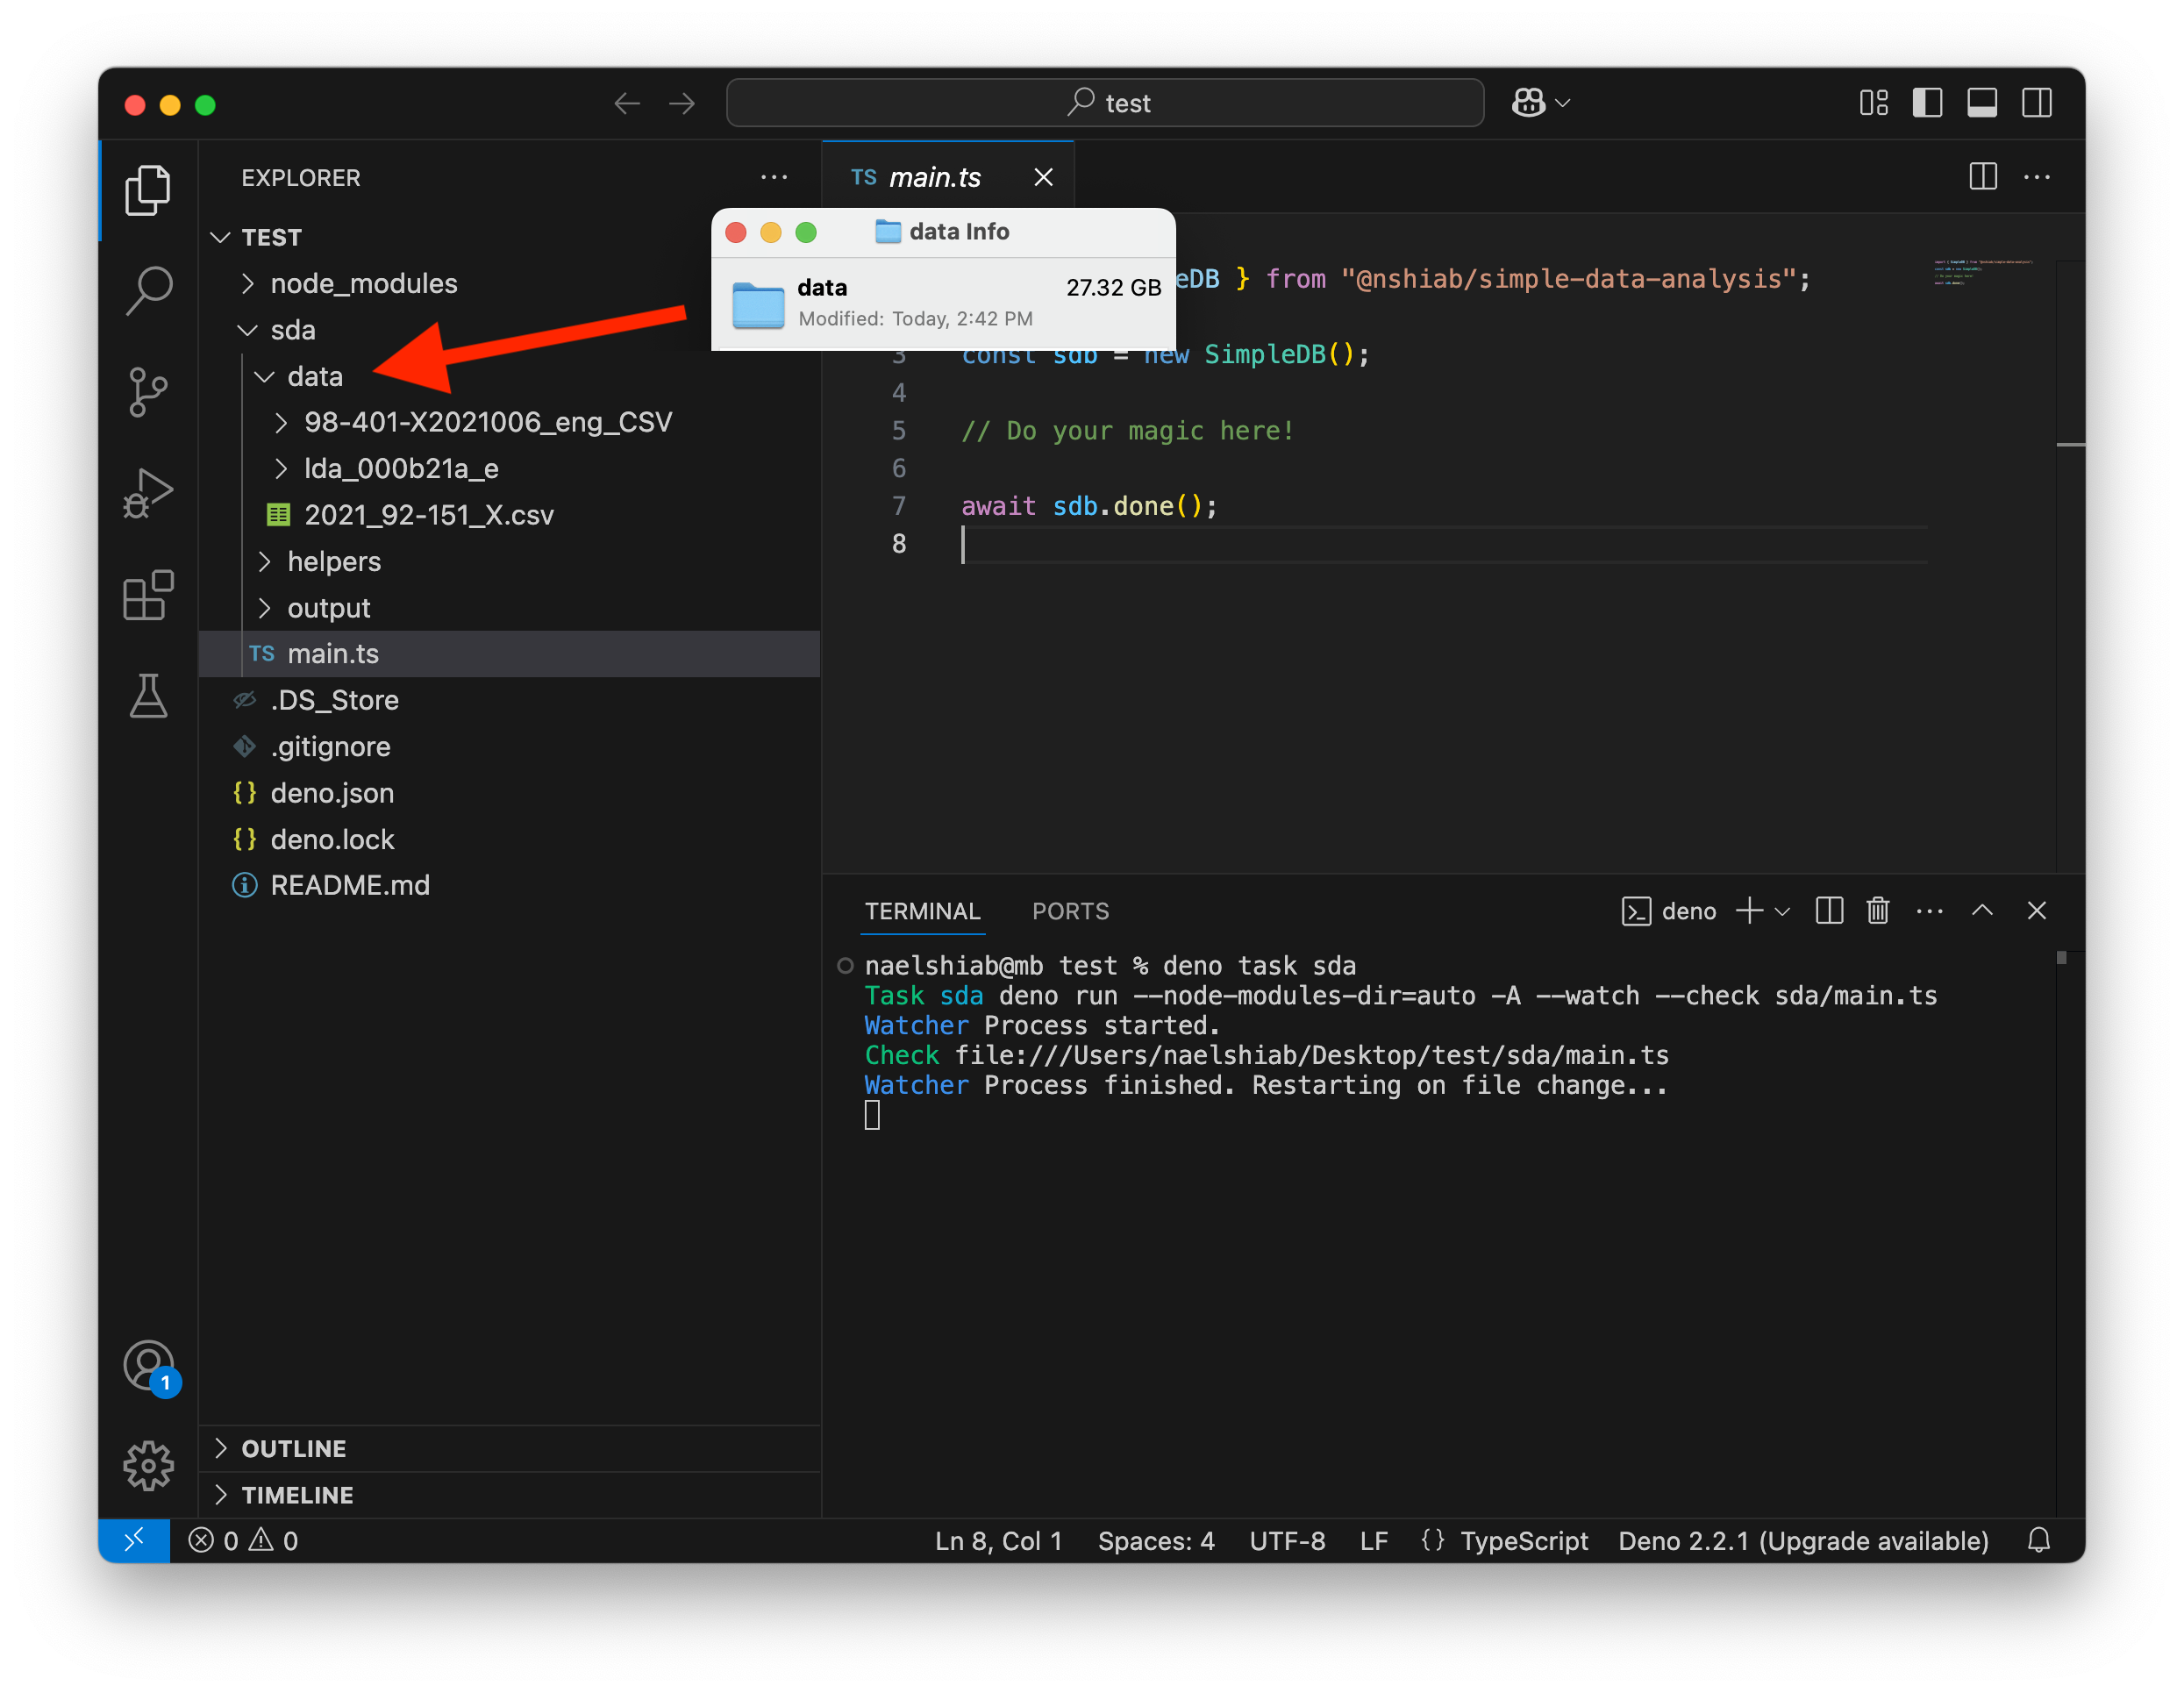 test
EXPLORER
TEST
node_modules
sda
data
98-401-X2021006_eng_CSV
lda_000b21a_e
2021_92-151_X.csv
helpers
output
TS main.ts
.DS_Store
.gitignore
{} deno.json
{} deno.lock
README.md
OUTLINE
TIMELINE
1
TS main.ts
data Info
data 27.32 GB
Modified: Today, 2:42 PM
eDB } from "@nshiab/simple-data-analysis";
3 const sdb = new SimpleDB();
4
5 // Do your magic here!
6
7 await sdb.done();
8
TERMINAL PORTS
deno
naelshiab@mb test % deno task sda
Task sda deno run --node-modules-dir=auto -A --watch --check sda/main.ts
Watcher Process started.
Check file:///Users/naelshiab/Desktop/test/sda/main.ts
Watcher Process finished. Restarting on file change...
0 0
Ln 8, Col 1 Spaces: 4 UTF-8 LF {} TypeScript Deno 2.2.1 (Upgrade available)